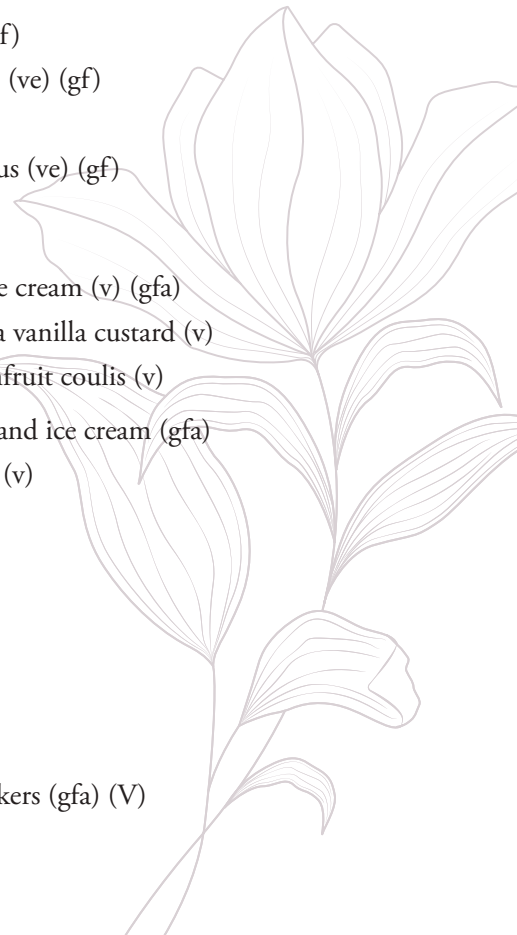 f)
(ve) (gf)
us (ve) (gf)
e cream (v) (gfa)
a vanilla custard (v)
fruit coulis (v)
and ice cream (gfa)
(v)
kers (gfa) (V)